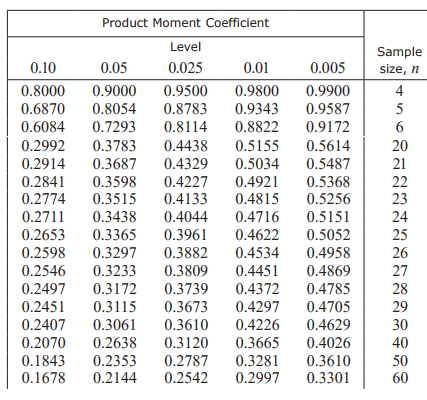 Product Moment Coefficient
Level
Sample
0.10 0.05 0.025 0.01 0.005 size, n
0.8000 0.9000 0.9500 0.9800 0.9900 4
0.6870 0.8054 0.8783 0.9343 0.9587 5
0.6084 0.7293 0.8114 0.8822 0.9172 6
0.2992 0.3783 0.4438 0.5155 0.5614 20
0.2914 0.3687 0.4329 0.5034 0.5487 21
0.2841 0.3598 0.4227 0.4921 0.5368 22
0.2774 0.3515 0.4133 0.4815 0.5256 23
0.2711 0.3438 0.4044 0.4716 0.5151 24
0.2653 0.3365 0.3961 0.4622 0.5052 25
0.2598 0.3297 0.3882 0.4534 0.4958 26
0.2546 0.3233 0.3809 0.4451 0.4869 27
0.2497 0.3172 0.3739 0.4372 0.4785 28
0.2451 0.3115 0.3673 0.4297 0.4705 29
0.2407 0.3061 0.3610 0.4226 0.4629 30
0.2070 0.2638 0.3120 0.3665 0.4026 40
0.1843 0.2353 0.2787 0.3281 0.3610 50
0.1678 0.2144 0.2542 0.2997 0.3301 60